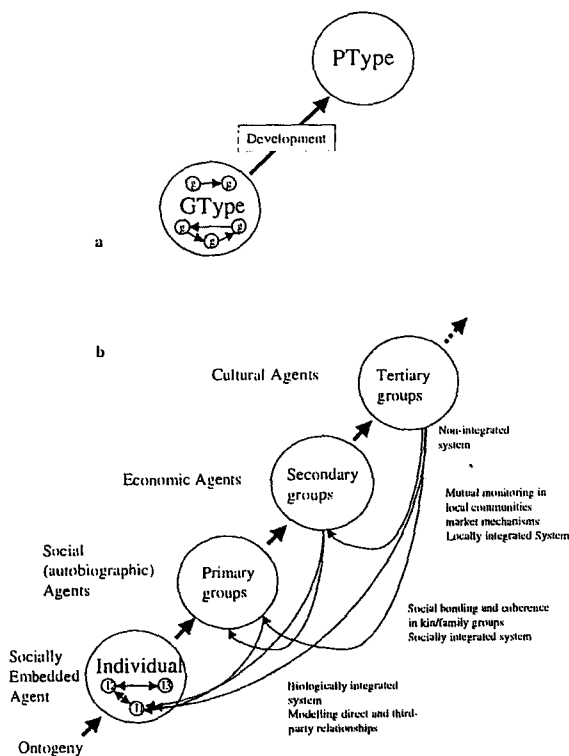 PType
Development
g g
GType
g g
g
a
b
Cultural Agents
Tertiary
groups
Non-integrated
system
Economic Agents
Secondary
groups
Mutual monitoring in
local communities
market mechanisms
Locally integrated System
Social
(autobiographic)
Agents
Primary
groups
Social bonding and coherence
in kin/family groups
Socially integrated system
Socially
Embedded
Agent
Individual
I2 I3
Biologically integrated
system
Modelling direct and third-
party relationships
Ontogeny